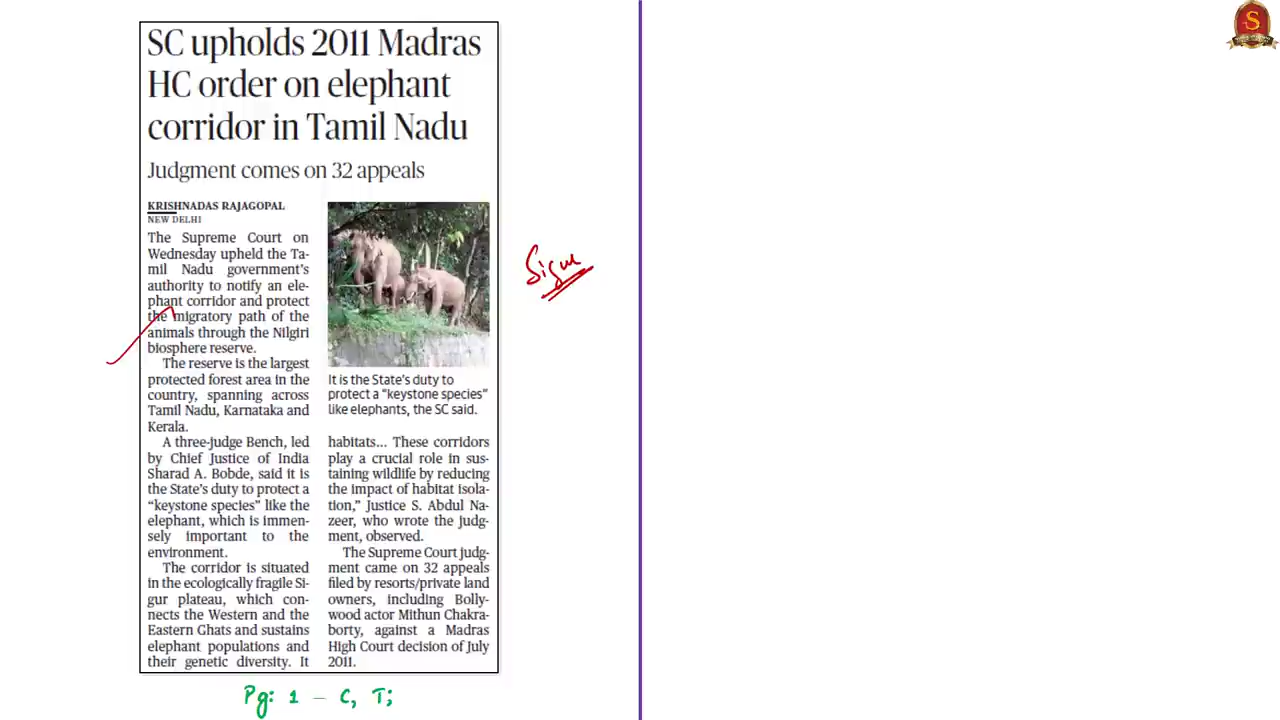 SC upholds 2011 Madras
HC order on elephant
corridor in Tamil Nadu
Judgment comes on 32 appeals
KRISHNADAS RAJAGOPAL
NEW DELHI
The Supreme Court on
Wednesday upheld the Ta-
mil Nadu government's
authority to notify an ele-
phant corridor and protect
the migratory path of the
animals through the Nilgiri
biosphere reserve.
The reserve is the largest
protected forest area in the
country, spanning across
Tamil Nadu, Karnataka and
Kerala.
A three-judge Bench, led
by Chief Justice of India
Sharad A. Bobde, said it is
the State's duty to protect a
"keystone species" like the
elephant, which is immen-
sely important to the
environment.
The corridor is situated
in the ecologically fragile Si-
gur plateau, which con-
nects the Western and the
Eastern Ghats and sustains
elephant populations and
their genetic diversity. It
It is the State's duty to
protect a "keystone species"
like elephants, the SC said.
habitats... These corridors
play a crucial role in sus-
taining wildlife by reducing
the impact of habitat isola-
tion," Justice S. Abdul Na-
zeer, who wrote the judg-
ment, observed.
The Supreme Court judg-
ment came on 32 appeals
filed by resorts/private land
owners, including Bolly-
wood actor Mithun Chakra-
borty, against a Madras
High Court decision of July
2011.
Pg: 1 – C, T;
S